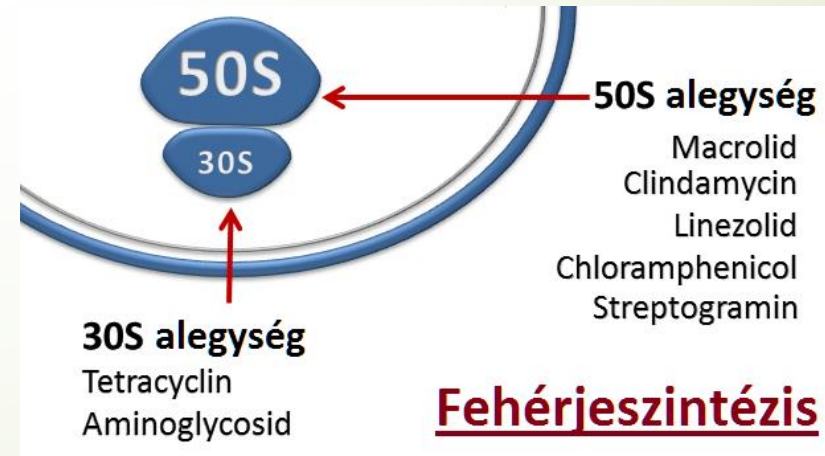 50S
30S
50S alegység
Macrolid
Clindamycin
Linezolid
Chloramphenicol
Streptogramin
30S alegység
Tetracyclin
Aminoglycosid
Fehérjeszintézis